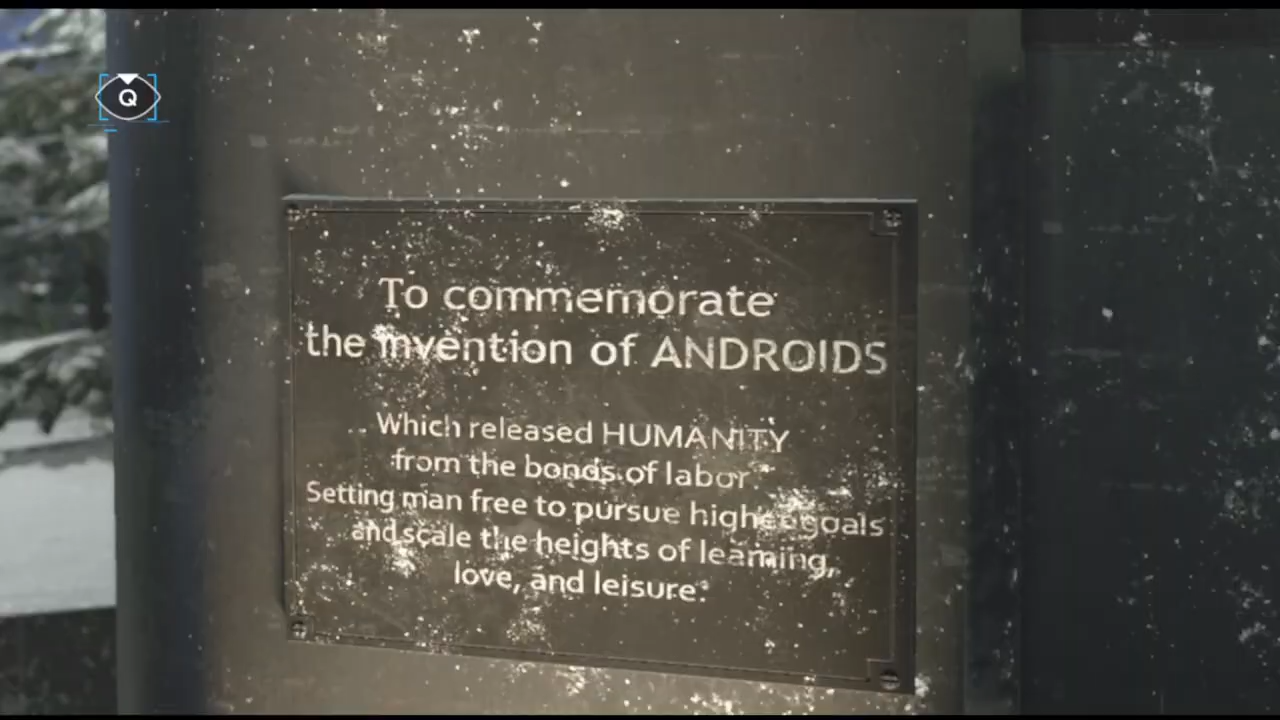 Q
To commemorate
the invention of ANDROIDS
Which released HUMANITY
from the bonds of labor.
Setting man free to pursue higher goals
and scale the heights of learning,
love, and leisure.